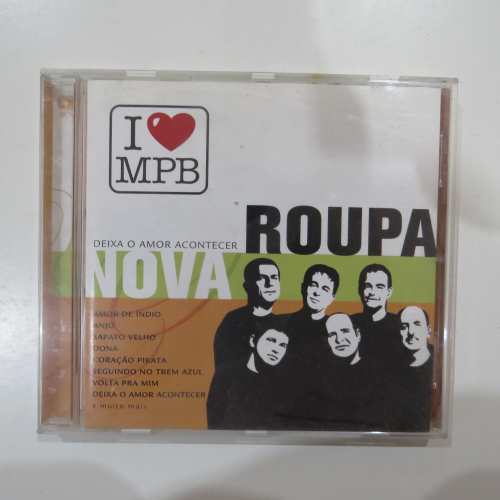 I ❤
MPB
DEIXA O AMOR ACONTECER
ROUPA
NOVA
AMOR DE ÍNDIO
ANJO
SAPATO VELHO
DONA
CORAÇÃO PIRATA
SEGUINDO NO TREM AZUL
VOLTA PRA MIM
DEIXA O AMOR ACONTECER
e muito mais